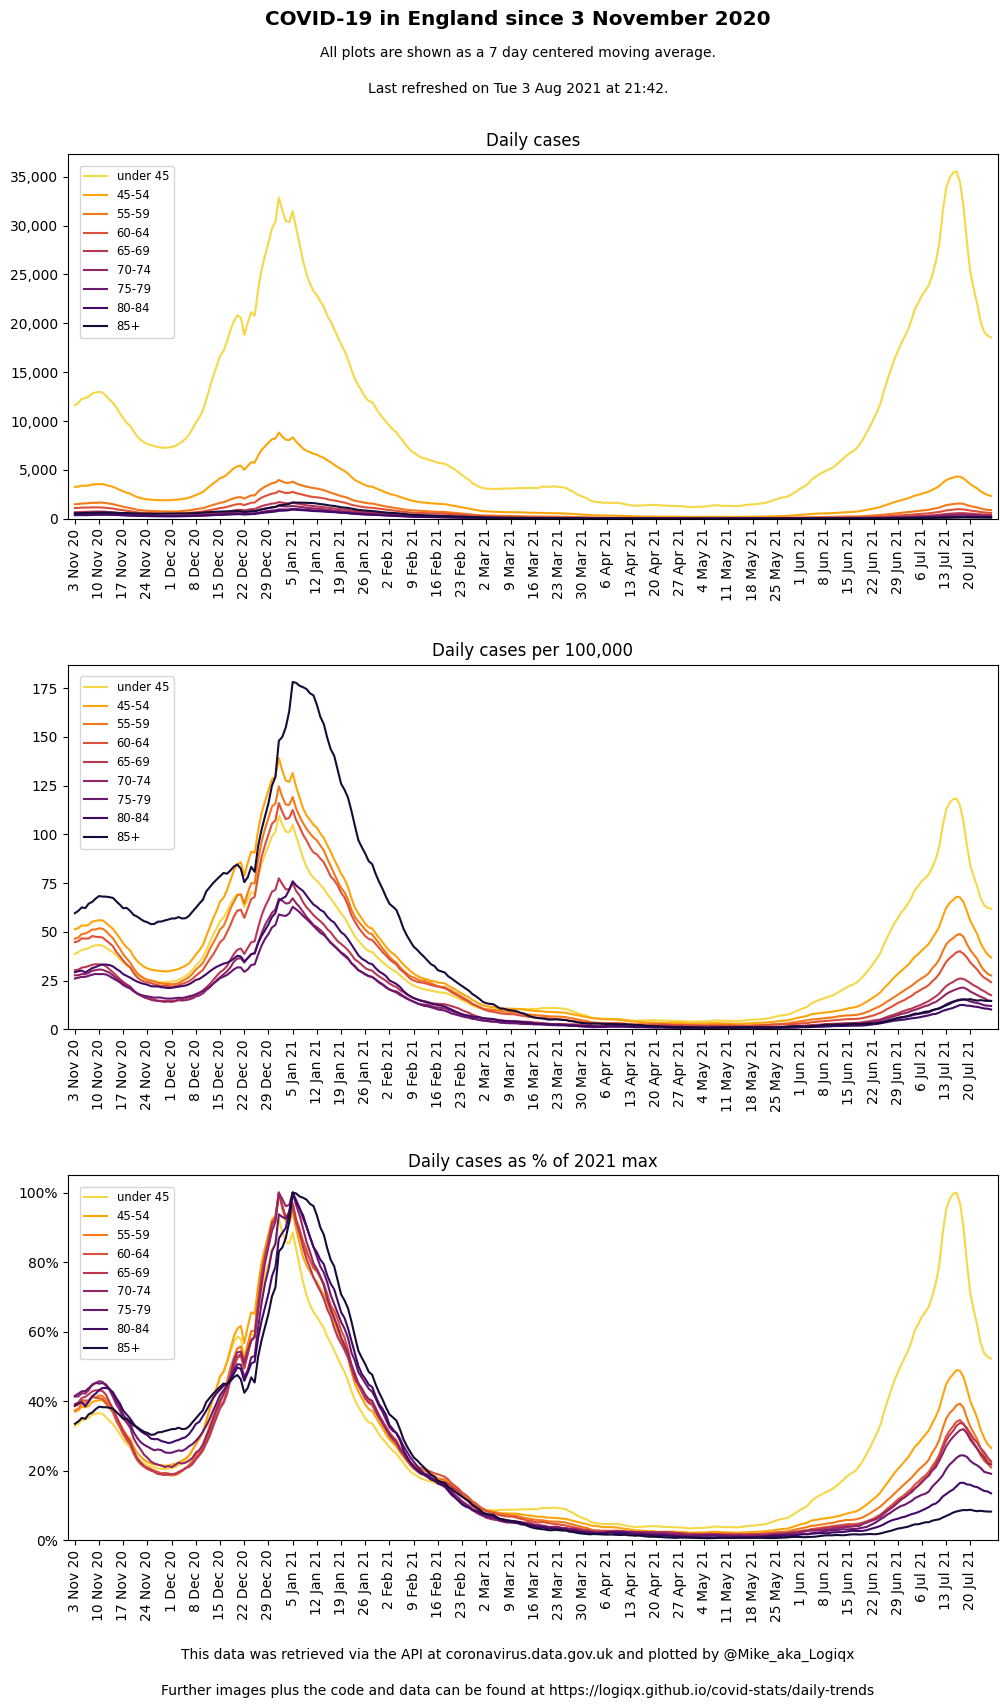 COVID-19 in England since 3 November 2020
All plots are shown as a 7 day centered moving average.
Last refreshed on Tue 3 Aug 2021 at 21:42.
Daily cases
35,000
30,000
25,000
20,000
15,000
10,000
5,000
0
under 45
45-54
55-59
60-64
65-69
70-74
75-79
80-84
85+
3 Nov 20
10 Nov 20
17 Nov 20
24 Nov 20
1 Dec 20
8 Dec 20
15 Dec 20
22 Dec 20
29 Dec 20
5 Jan 21
12 Jan 21
19 Jan 21
26 Jan 21
2 Feb 21
9 Feb 21
16 Feb 21
23 Feb 21
2 Mar 21
9 Mar 21
16 Mar 21
23 Mar 21
30 Mar 21
6 Apr 21
13 Apr 21
20 Apr 21
27 Apr 21
4 May 21
11 May 21
18 May 21
25 May 21
1 Jun 21
8 Jun 21
15 Jun 21
22 Jun 21
29 Jun 21
6 Jul 21
13 Jul 21
20 Jul 21
Daily cases per 100,000
175
150
125
100
75
50
25
0
under 45
45-54
55-59
60-64
65-69
70-74
75-79
80-84
85+
3 Nov 20
10 Nov 20
17 Nov 20
24 Nov 20
1 Dec 20
8 Dec 20
15 Dec 20
22 Dec 20
29 Dec 20
5 Jan 21
12 Jan 21
19 Jan 21
26 Jan 21
2 Feb 21
9 Feb 21
16 Feb 21
23 Feb 21
2 Mar 21
9 Mar 21
16 Mar 21
23 Mar 21
30 Mar 21
6 Apr 21
13 Apr 21
20 Apr 21
27 Apr 21
4 May 21
11 May 21
18 May 21
25 May 21
1 Jun 21
8 Jun 21
15 Jun 21
22 Jun 21
29 Jun 21
6 Jul 21
13 Jul 21
20 Jul 21
Daily cases as % of 2021 max
100%
80%
60%
40%
20%
0%
under 45
45-54
55-59
60-64
65-69
70-74
75-79
80-84
85+
3 Nov 20
10 Nov 20
17 Nov 20
24 Nov 20
1 Dec 20
8 Dec 20
15 Dec 20
22 Dec 20
29 Dec 20
5 Jan 21
12 Jan 21
19 Jan 21
26 Jan 21
2 Feb 21
9 Feb 21
16 Feb 21
23 Feb 21
2 Mar 21
9 Mar 21
16 Mar 21
23 Mar 21
30 Mar 21
6 Apr 21
13 Apr 21
20 Apr 21
27 Apr 21
4 May 21
11 May 21
18 May 21
25 May 21
1 Jun 21
8 Jun 21
15 Jun 21
22 Jun 21
29 Jun 21
6 Jul 21
13 Jul 21
20 Jul 21
This data was retrieved via the API at coronavirus.data.gov.uk and plotted by @Mike_aka_Logiqx
Further images plus the code and data can be found at https://logiqx.github.io/covid-stats/daily-trends